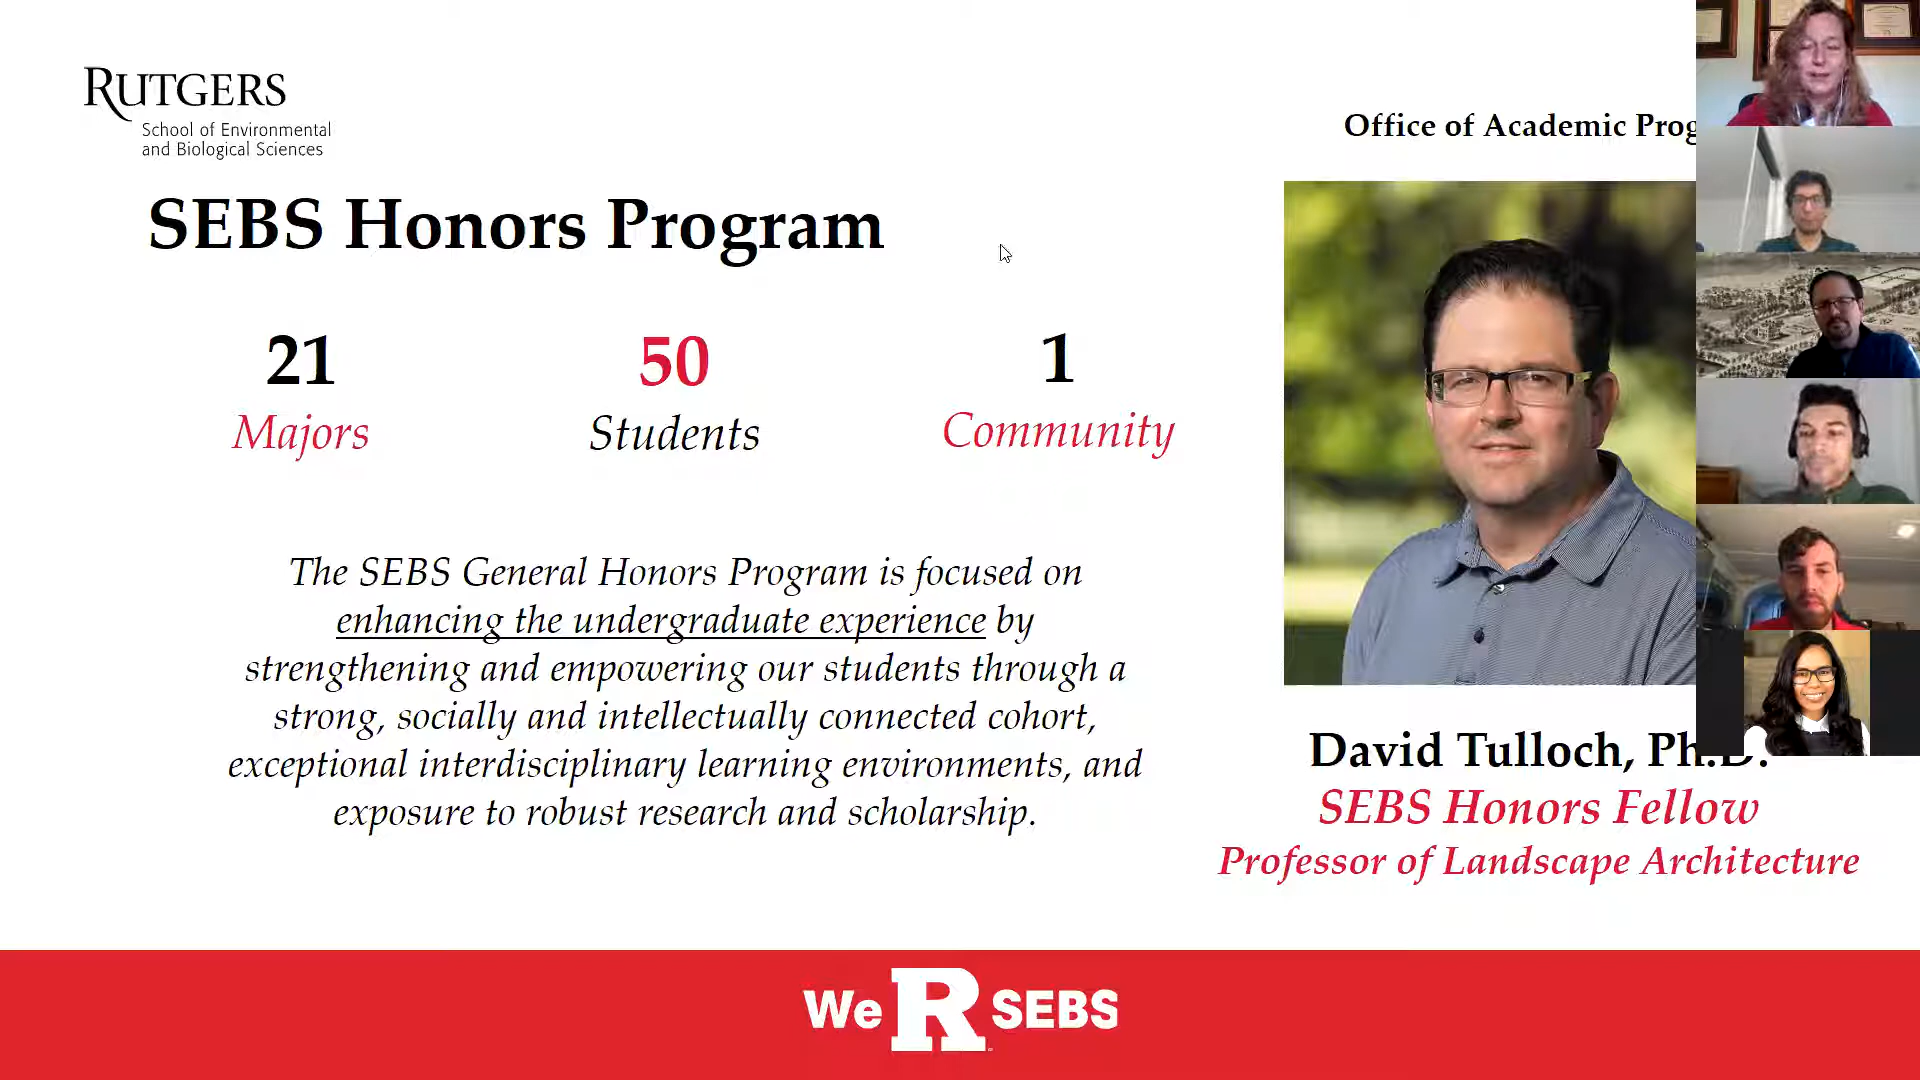 RUTGERS
School of Environmental
and Biological Sciences
Office of Academic Prog
SEBS Honors Program
21
Majors
50
Students
1
Community
The SEBS General Honors Program is focused on
enhancing the undergraduate experience by
strengthening and empowering our students through a
strong, socially and intellectually connected cohort,
exceptional interdisciplinary learning environments, and
exposure to robust research and scholarship.
David Tulloch, Ph.D.
SEBS Honors Fellow
Professor of Landscape Architecture
We R SEBS